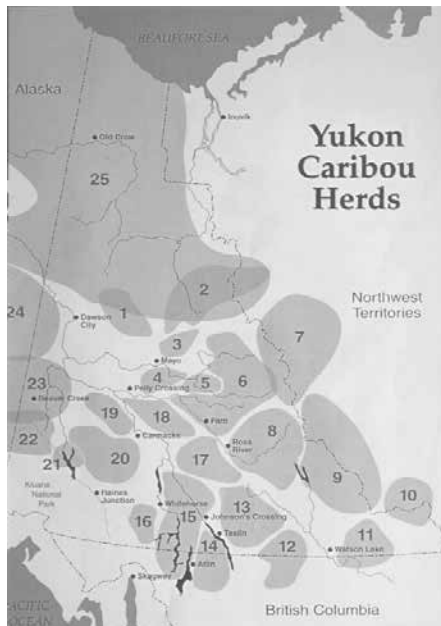 BEAUFORT SEA
Alaska
Inuvik
Old Crow
Yukon
Caribou
Herds
25
2
Northwest
Territories
1
24
Dawson
City
7
3
Mayo
4
5
6
23
Pelly Crossing
Beaver Creek
19
18
Faro
Carmacks
8
22
Ross
River
21
20
17
9
Kluane
National
Park
Haines
Junction
10
Whitehorse
13
16
15
Johnson's Crossing
11
Teslin
14
12
Watson Lake
Atlin
Skagway
PACIFIC
OCEAN
British Columbia